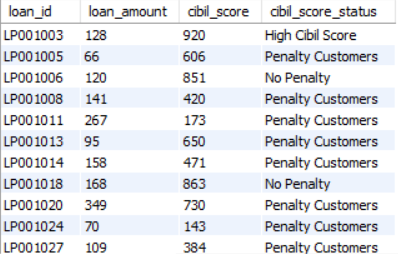 loan_id loan_amount cibil_score cibil_score_status
LP001003 128 920 High Cibil Score
LP001005 66 606 Penalty Customers
LP001006 120 851 No Penalty
LP001008 141 420 Penalty Customers
LP001011 267 173 Penalty Customers
LP001013 95 650 Penalty Customers
LP001014 158 471 Penalty Customers
LP001018 168 863 No Penalty
LP001020 349 730 Penalty Customers
LP001024 70 143 Penalty Customers
LP001027 109 384 Penalty Customers